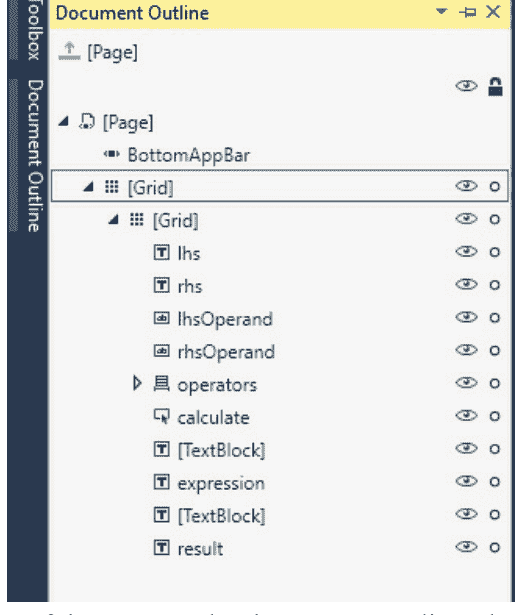 Toolbox
Document Outline
Document Outline
[Page]
[Page]
BottomAppBar
[Grid]
[Grid]
lhs
rhs
lhsOperand
rhsOperand
operators
calculate
[TextBlock]
expression
[TextBlock]
result